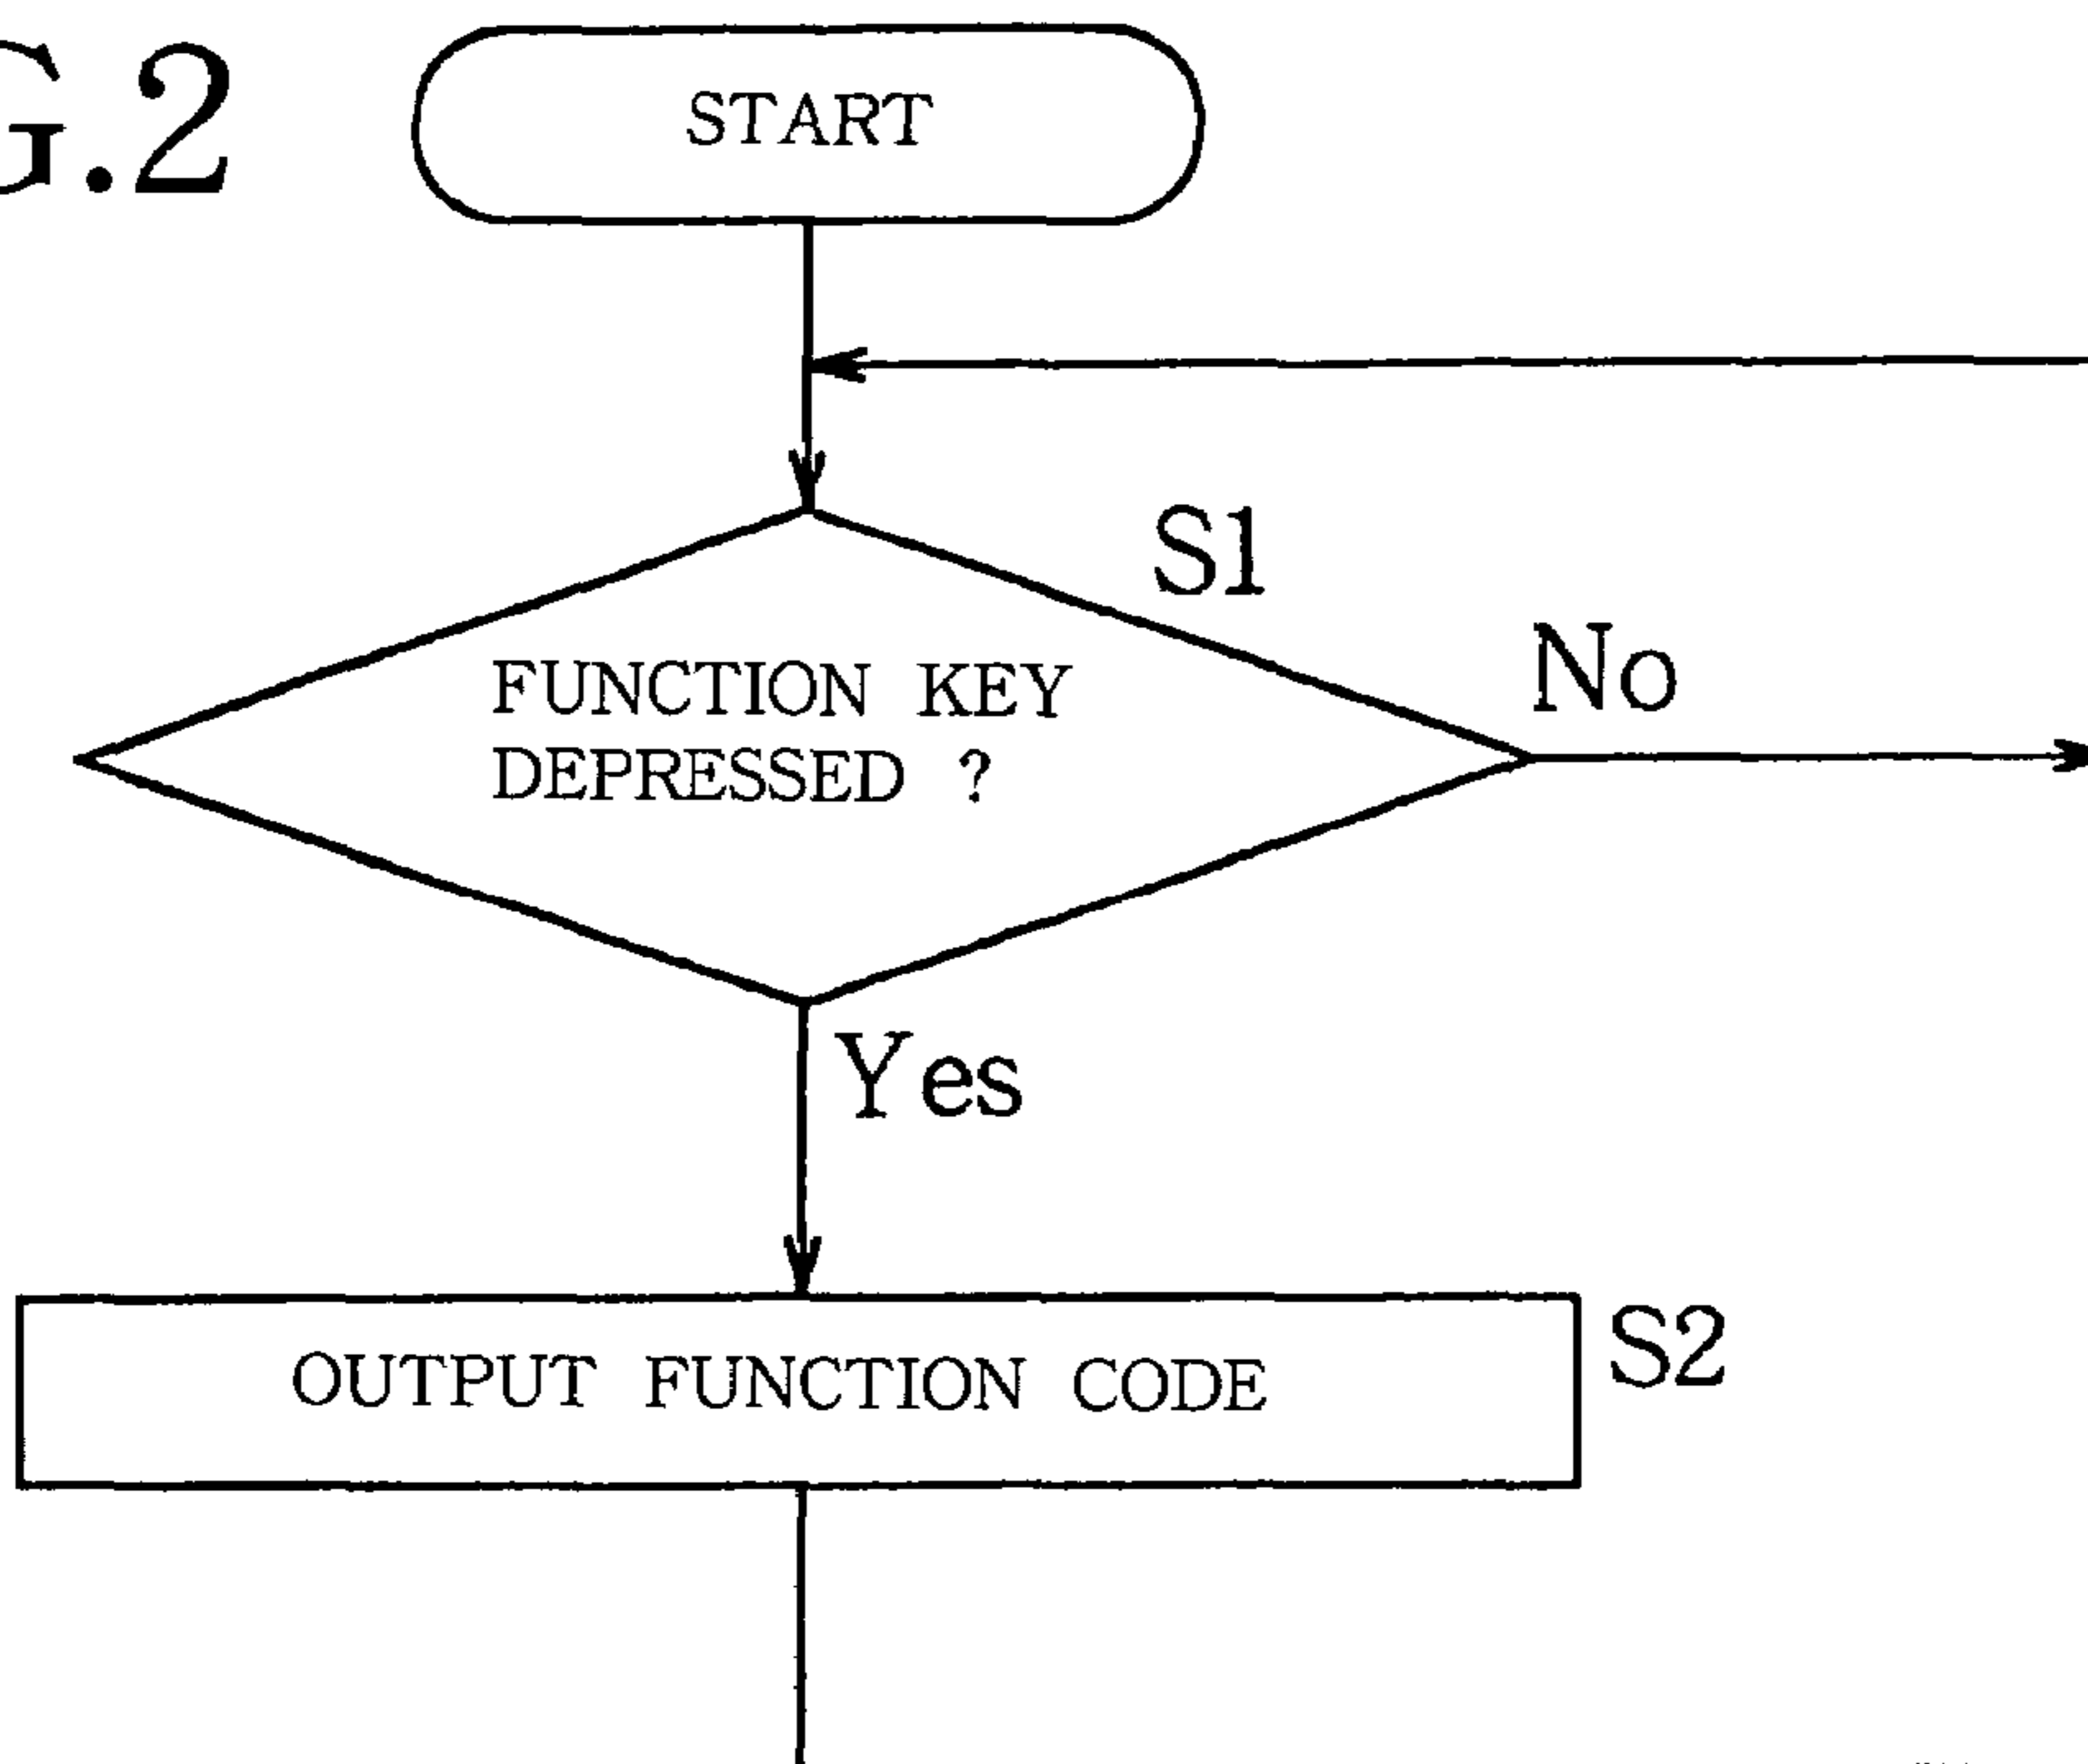 G.2
START
S1
No
FUNCTION KEY
DEPRESSED ?
Yes
S2
OUTPUT FUNCTION CODE